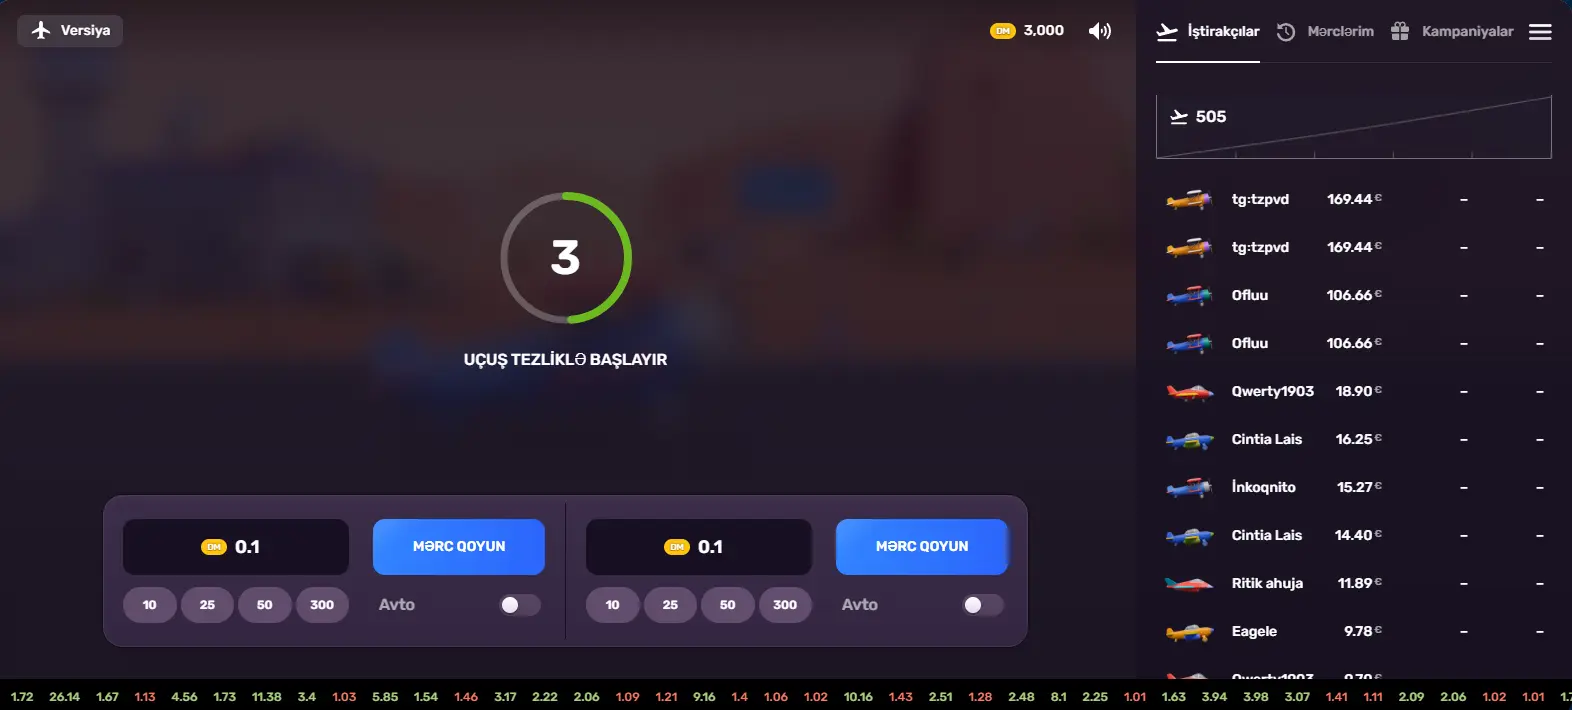 Versiya
DM 3,000
İştirakçılar Mərclərim Kampaniyalar
505
tg:tzpvd 169.44 € – –
tg:tzpvd 169.44 € – –
Ofluu 106.66 € – –
Ofluu 106.66 € – –
Qwerty1903 18.90 € – –
Cintia Lais 16.25 € – –
İnkoqnito 15.27 € – –
Cintia Lais 14.40 € – –
Ritik ahuja 11.89 € – –
Eagele 9.78 € – –
3
UÇUŞ TEZLİKLƏ BAŞLAYIR
DM 0.1 MƏRC QOYUN
10 25 50 300 Avto
DM 0.1 MƏRC QOYUN
10 25 50 300 Avto
1.72 26.14 1.67 1.13 4.56 1.73 11.38 3.4 1.03 5.85 1.54 1.46 3.17 2.22 2.06 1.09 1.21 9.16 1.4 1.06 1.02 10.16 1.43 2.51 1.28 2.48 8.1 2.25 1.01 1.63 3.94 3.98 3.07 1.41 1.11 2.09 2.06 1.02 1.01